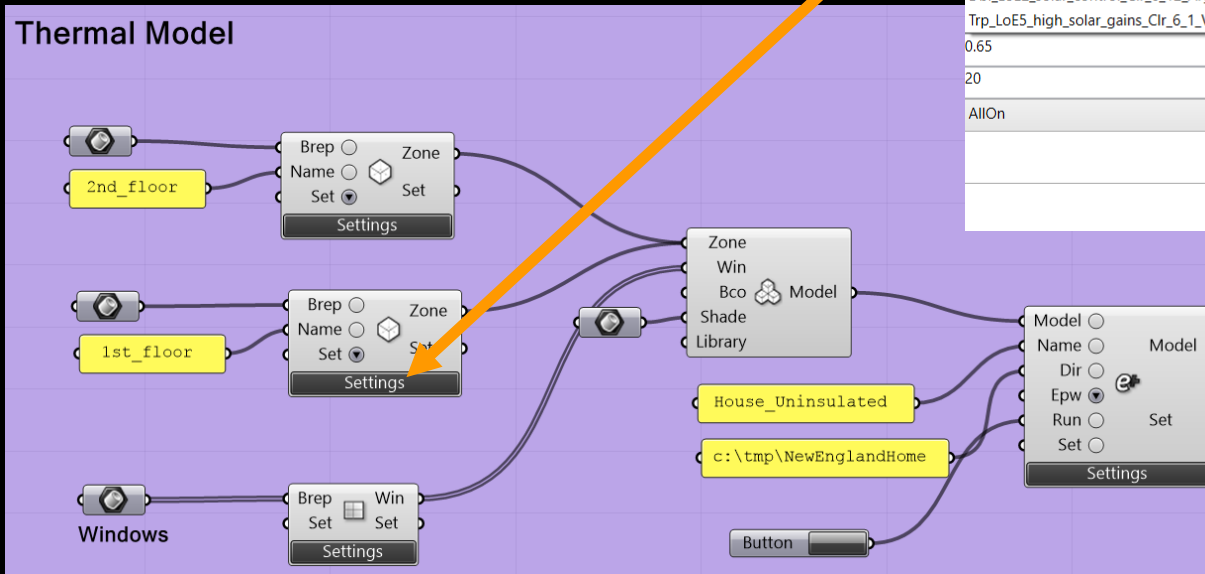 Thermal Model
Trp_LoE5_high_solar_gains_Clr_6_1_
0.65
20
AllOn
Brep
Zone
Name
Set
Set
Settings
2nd_floor
Brep
Zone
Name
Set
Settings
1st_floor
Zone
Win
Bco
Model
Shade
Library
Model
Name
Model
Dir
Epw
Run
Set
Set
Settings
House_Uninsulated
c:\tmp\NewEnglandHome
Brep
Win
Set
Set
Settings
Windows
Button